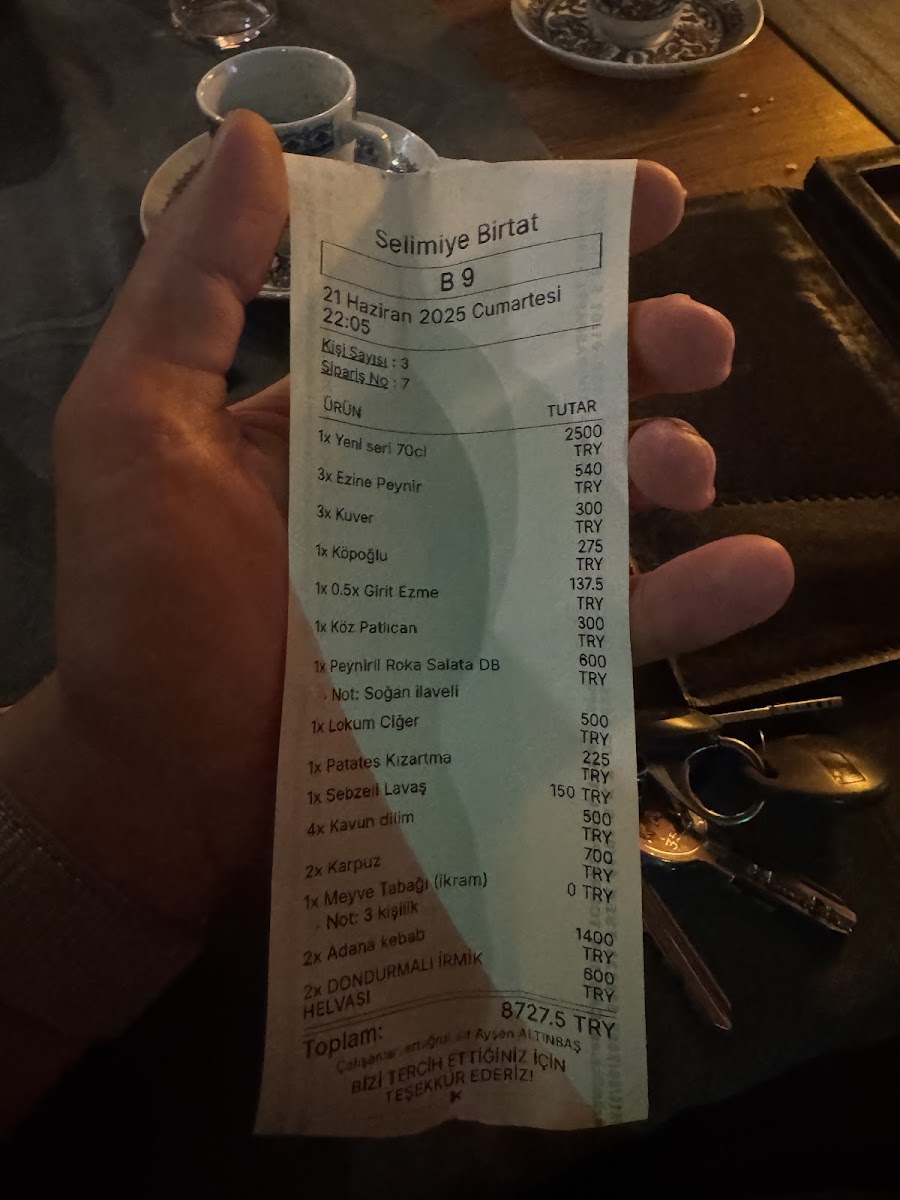 Selimiye Birtat
B 9
21 Haziran 2025 Cumartesi
22:05
Kişi Sayısı : 3
Sipariş No : 7
ÜRÜN TUTAR
1x Yeni seri 70cl 2500 TRY
3x Ezine Peynir 540 TRY
3x Kuver 300 TRY
1x Köpoğlu 275 TRY
1x 0.5x Girit Ezme 137.5 TRY
1x Köz Patlıcan 300 TRY
1x Peynirli Roka Salata DB 600 TRY
Not: Soğan ilaveli
1x Lokum Ciğer 500 TRY
1x Patates Kızartma 225 TRY
1x Sebzeli Lavaş 150 TRY
4x Kavun dilim 500 TRY
2x Karpuz 700 TRY
1x Meyve Tabağı (ikram) 0 TRY
Not: 3 kişilik
2x Adana kebab 1400 TRY
2x DONDURMALI İRMİK 600 TRY
HELVASI
Toplam: 8727.5 TRY
Ayşen ALTINBAŞ
BİZİ TERCİH ETTİĞİNİZ İÇİN
TEŞEKKÜR EDERİZ!